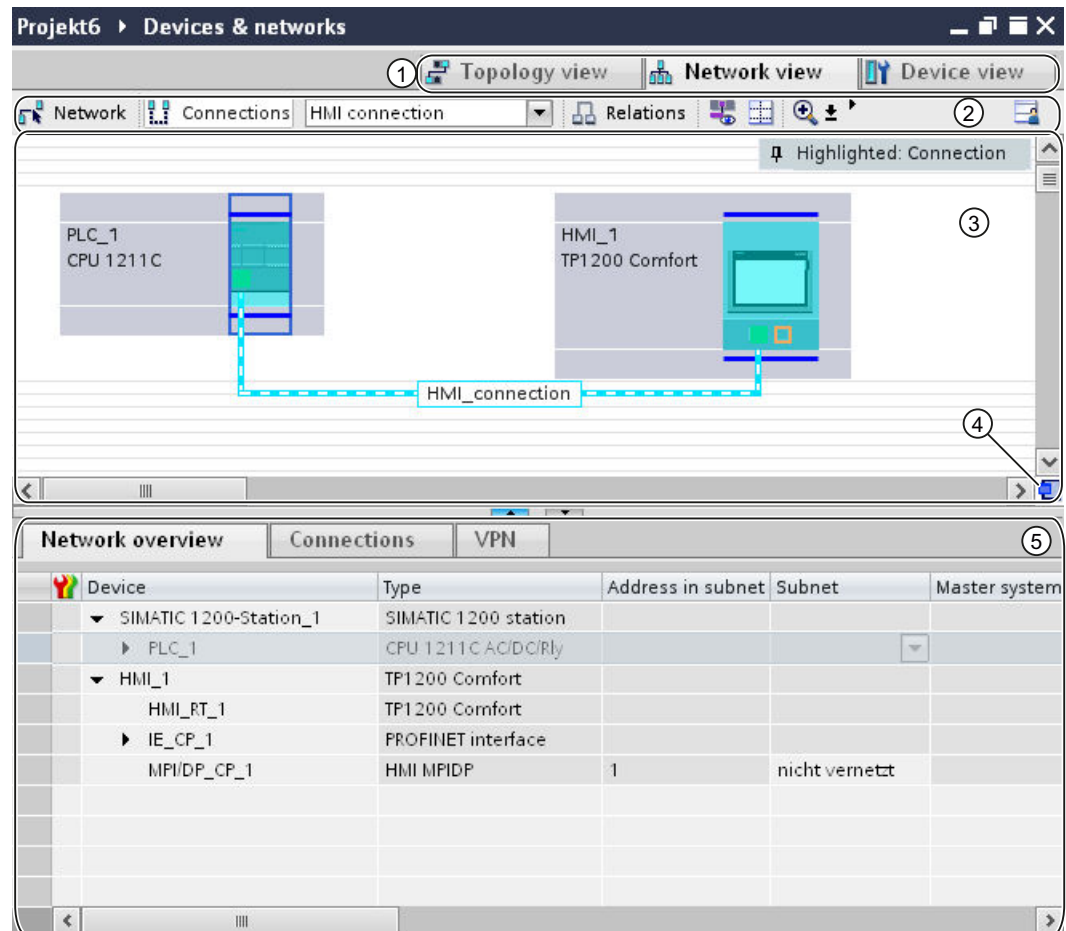 Projekt6 ▸ Devices & networks
① Topology view Network view Device view
Network Connections HMI connection Relations ②
Highlighted: Connection
③
PLC_1
CPU 1211C
HMI_1
TP1200 Comfort
HMI_connection
④
Network overview Connections VPN ⑤
Device Type Address in subnet Subnet Master system
SIMATIC 1200-Station_1 SIMATIC 1200 station
PLC_1 CPU 1211C AC/DC/Rly
HMI_1 TP1200 Comfort
HMI_RT_1 TP1200 Comfort
IE_CP_1 PROFINET interface
MPI/DP_CP_1 HMI MPIDP 1 nicht vernetzt